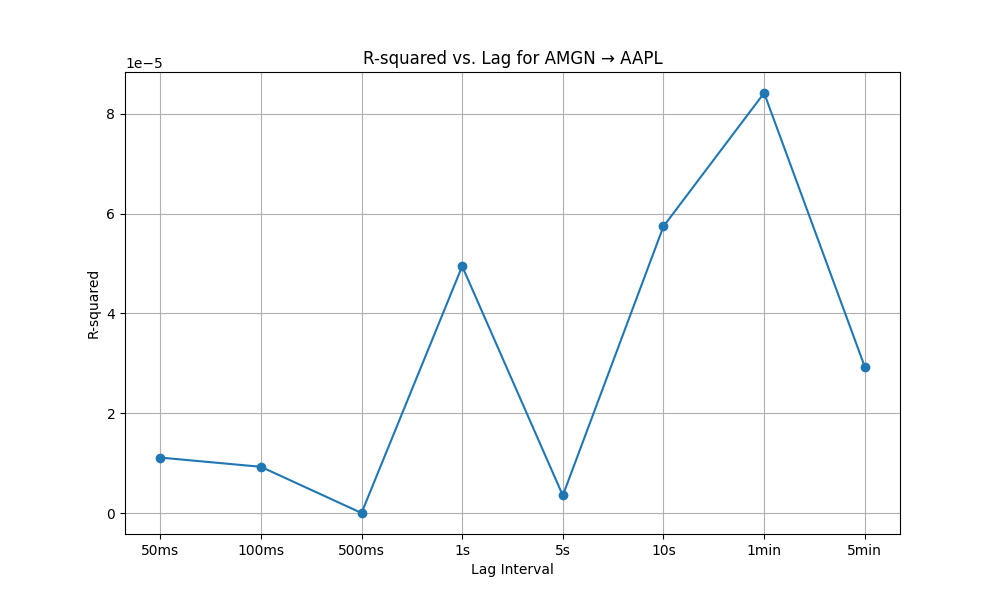 R-squared vs. Lag for AMGN → AAPL
1e−5
8
6
4
2
0
R-squared
50ms 100ms 500ms 1s 5s 10s 1min 5min
Lag Interval